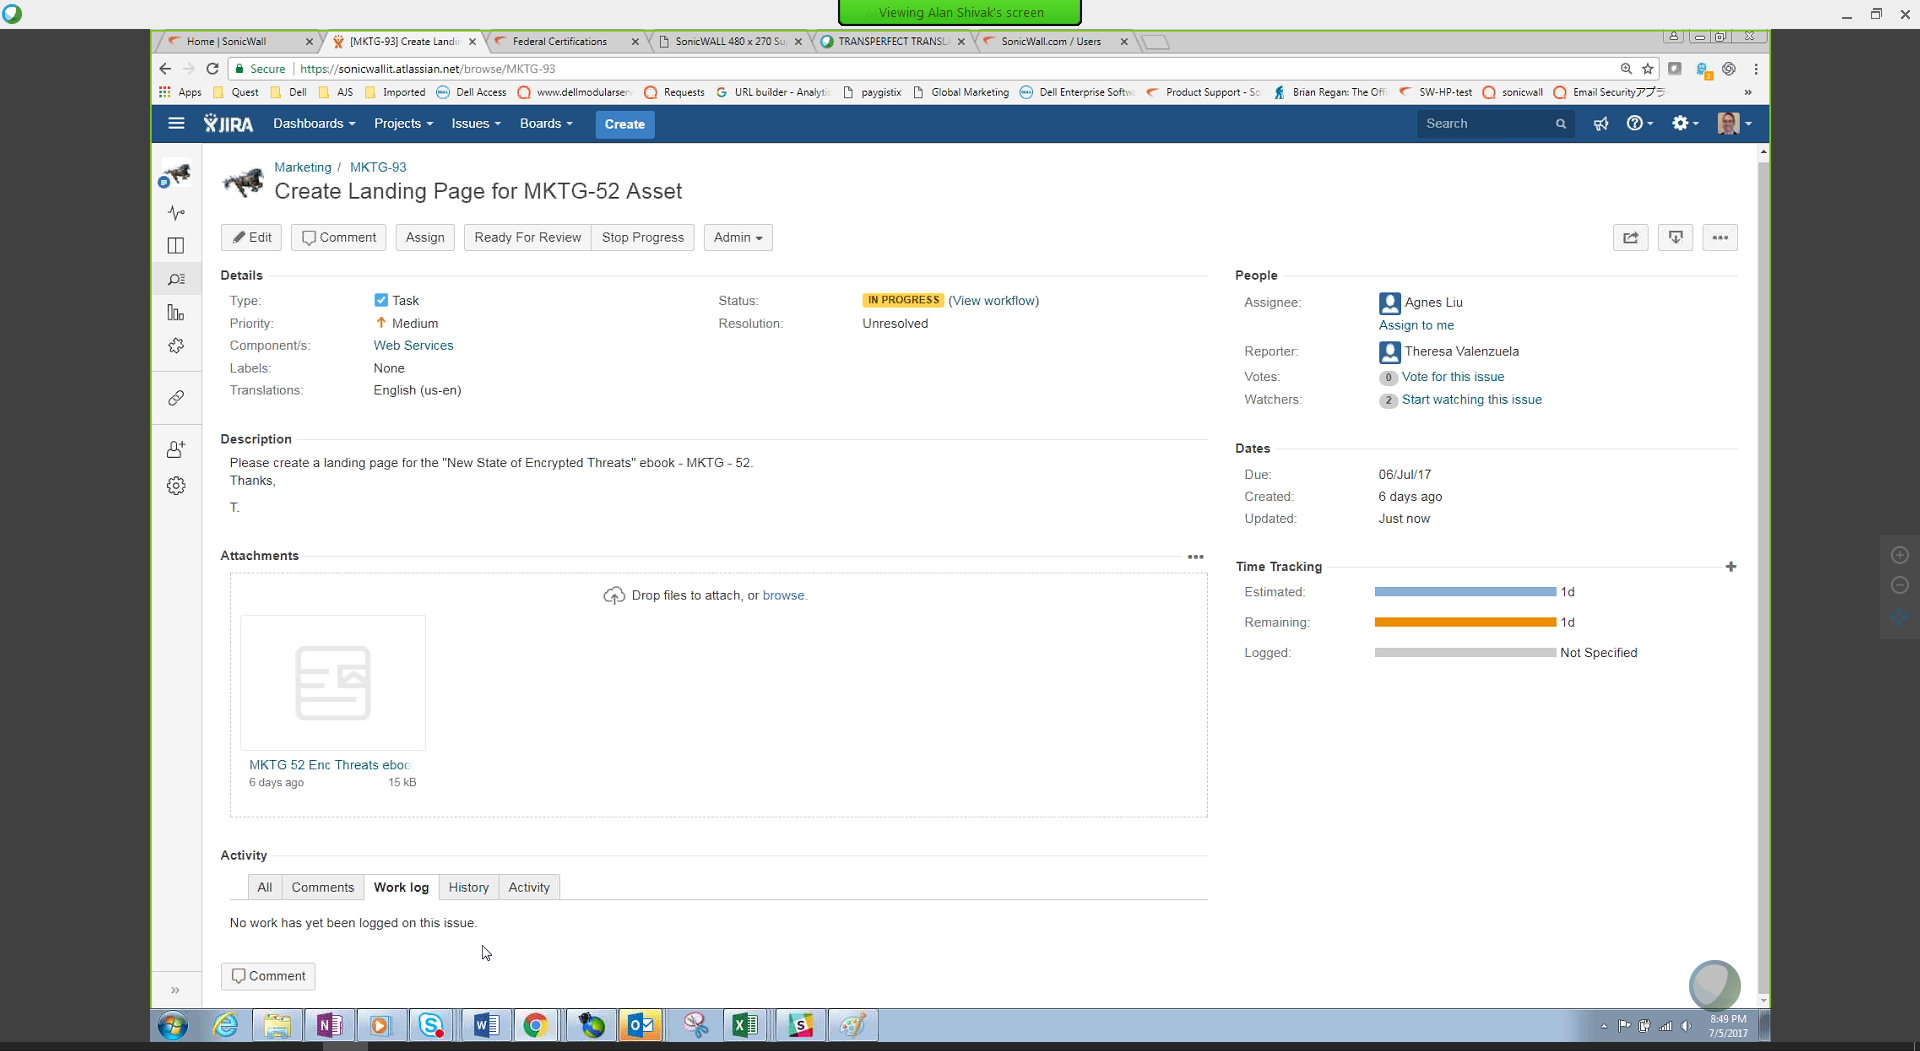 Viewing Alan Shivak's screen
Home | SonicWall
[MKTG-93] Create Landin
Federal Certifications
SonicWALL 480 x 270 Su
TRANSPERFECT TRANSL
SonicWall.com / Users
Secure
https://sonicwallit.atlassian.net/browse/MKTG-93
Apps Quest Dell AJS Imported Dell Access www.dellmodularserv Requests URL builder - Analytic paygistix Global Marketing Dell Enterprise Softw Product Support - So Brian Regan: The Offi SW-HP-test sonicwall Email Securityアプラー »
JIRA Dashboards Projects Issues Boards Create Search
Marketing / MKTG-93
Create Landing Page for MKTG-52 Asset
Edit Comment Assign Ready For Review Stop Progress Admin
Details
Type: Task
Status: IN PROGRESS (View workflow)
Priority: Medium
Resolution: Unresolved
Component/s: Web Services
Labels: None
Translations: English (us-en)
People
Assignee: Agnes Liu
Assign to me
Reporter: Theresa Valenzuela
Votes: 0 Vote for this issue
Watchers: 2 Start watching this issue
Description
Please create a landing page for the "New State of Encrypted Threats" ebook - MKTG - 52.
Thanks,
T.
Dates
Due: 06/Jul/17
Created: 6 days ago
Updated: Just now
Attachments
Drop files to attach, or browse.
MKTG 52 Enc Threats eboo
6 days ago 15 kB
Time Tracking
Estimated: 1d
Remaining: 1d
Logged: Not Specified
Activity
All Comments Work log History Activity
No work has yet been logged on this issue.
Comment
8:49 PM
7/5/2017